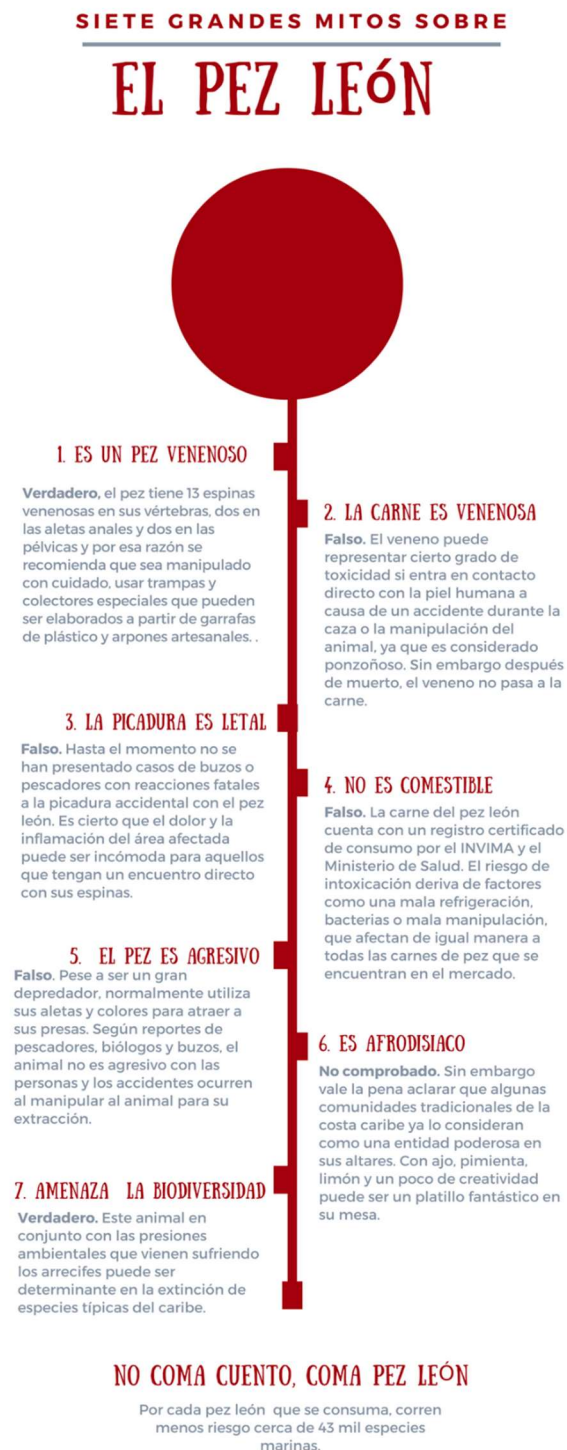 SIETE GRANDES MITOS SOBRE
EL PEZ LEÓN
1. ES UN PEZ VENENOSO
Verdadero, el pez tiene 13 espinas
venenosas en sus vértebras, dos en
las aletas anales y dos en las
pélvicas y por esa razón se
recomienda que sea manipulado
con cuidado, usar trampas y
colectores especiales que pueden
ser elaborados a partir de garrafas
de plástico y arpones artesanales. .
2. LA CARNE ES VENENOSA
Falso. El veneno puede
representar cierto grado de
toxicidad si entra en contacto
directo con la piel humana a
causa de un accidente durante la
caza o la manipulación del
animal, ya que es considerado
ponzoñoso. Sin embargo después
de muerto, el veneno no pasa a la
carne.
3. LA PICADURA ES LETAL
Falso. Hasta el momento no se
han presentado casos de buzos o
pescadores con reacciones fatales
a la picadura accidental con el pez
león. Es cierto que el dolor y la
inflamación del área afectada
puede ser incómoda para aquellos
que tengan un encuentro directo
con sus espinas.
4. NO ES COMESTIBLE
Falso. La carne del pez león
cuenta con un registro certificado
de consumo por el INVIMA y el
Ministerio de Salud. El riesgo de
intoxicación deriva de factores
como una mala refrigeración,
bacterias o mala manipulación,
que afectan de igual manera a
todas las carnes de pez que se
encuentran en el mercado.
5. EL PEZ ES AGRESIVO
Falso. Pese a ser un gran
depredador, normalmente utiliza
sus aletas y colores para atraer a
sus presas. Según reportes de
pescadores, biólogos y buzos, el
animal no es agresivo con las
personas y los accidentes ocurren
al manipular al animal para su
extracción.
6. ES AFRODISIACO
No comprobado. Sin embargo
vale la pena aclarar que algunas
comunidades tradicionales de la
costa caribe ya lo consideran
como una entidad poderosa en
sus altares. Con ajo, pimienta,
limón y un poco de creatividad
puede ser un platillo fantástico en
su mesa.
7. AMENAZA LA BIODIVERSIDAD
Verdadero. Este animal en
conjunto con las presiones
ambientales que vienen sufriendo
los arrecifes puede ser
determinante en la extinción de
especies típicas del caribe.
NO COMA CUENTO, COMA PEZ LEÓN
Por cada pez león que se consuma, corren
menos riesgo cerca de 43 mil especies
marinas.